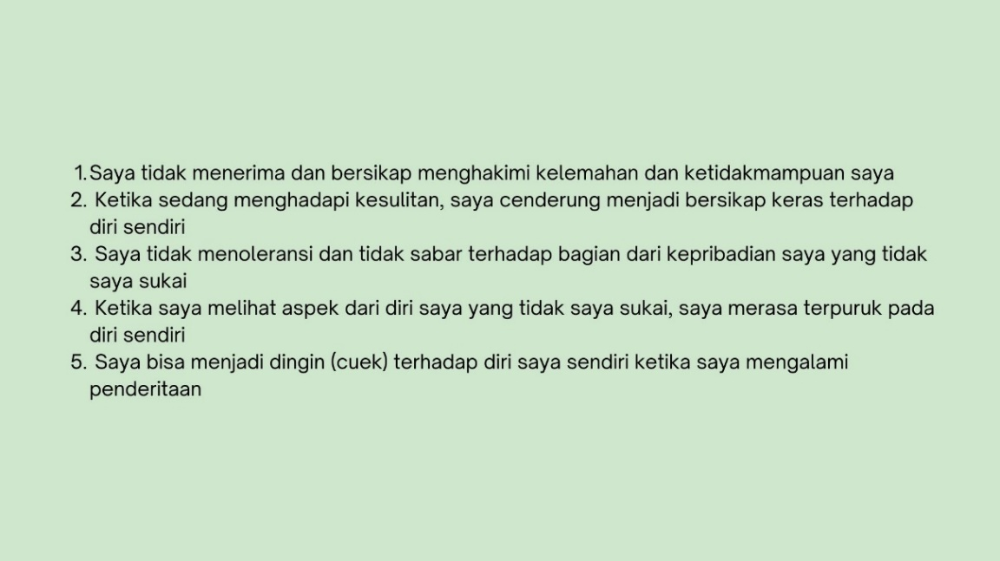 1. Saya tidak menerima dan bersikap menghakimi kelemahan dan ketidakmampuan saya
2. Ketika sedang menghadapi kesulitan, saya cenderung menjadi bersikap keras terhadap
diri sendiri
3. Saya tidak menoleransi dan tidak sabar terhadap bagian dari kepribadian saya yang tidak
saya sukai
4. Ketika saya melihat aspek dari diri saya yang tidak saya sukai, saya merasa terpuruk pada
diri sendiri
5. Saya bisa menjadi dingin (cuek) terhadap diri saya sendiri ketika saya mengalami
penderitaan